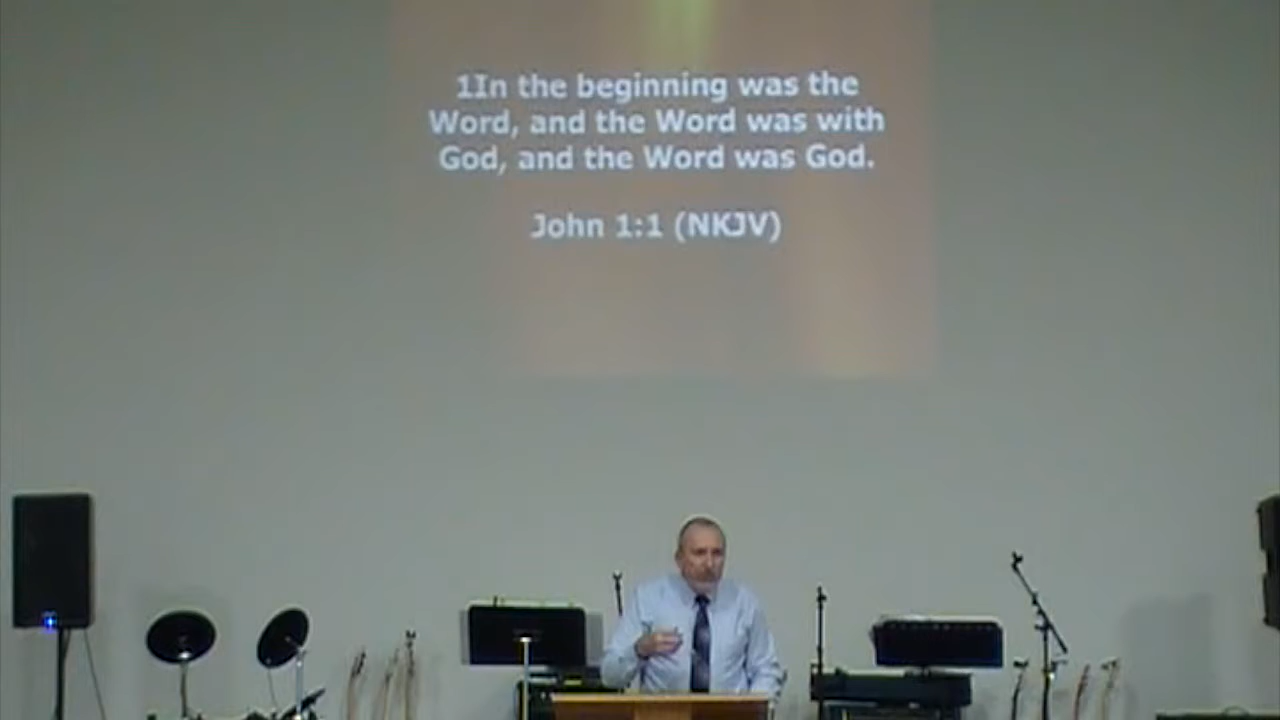 1In the beginning was the
Word, and the Word was with
God, and the Word was God.
John 1:1 (NKJV)